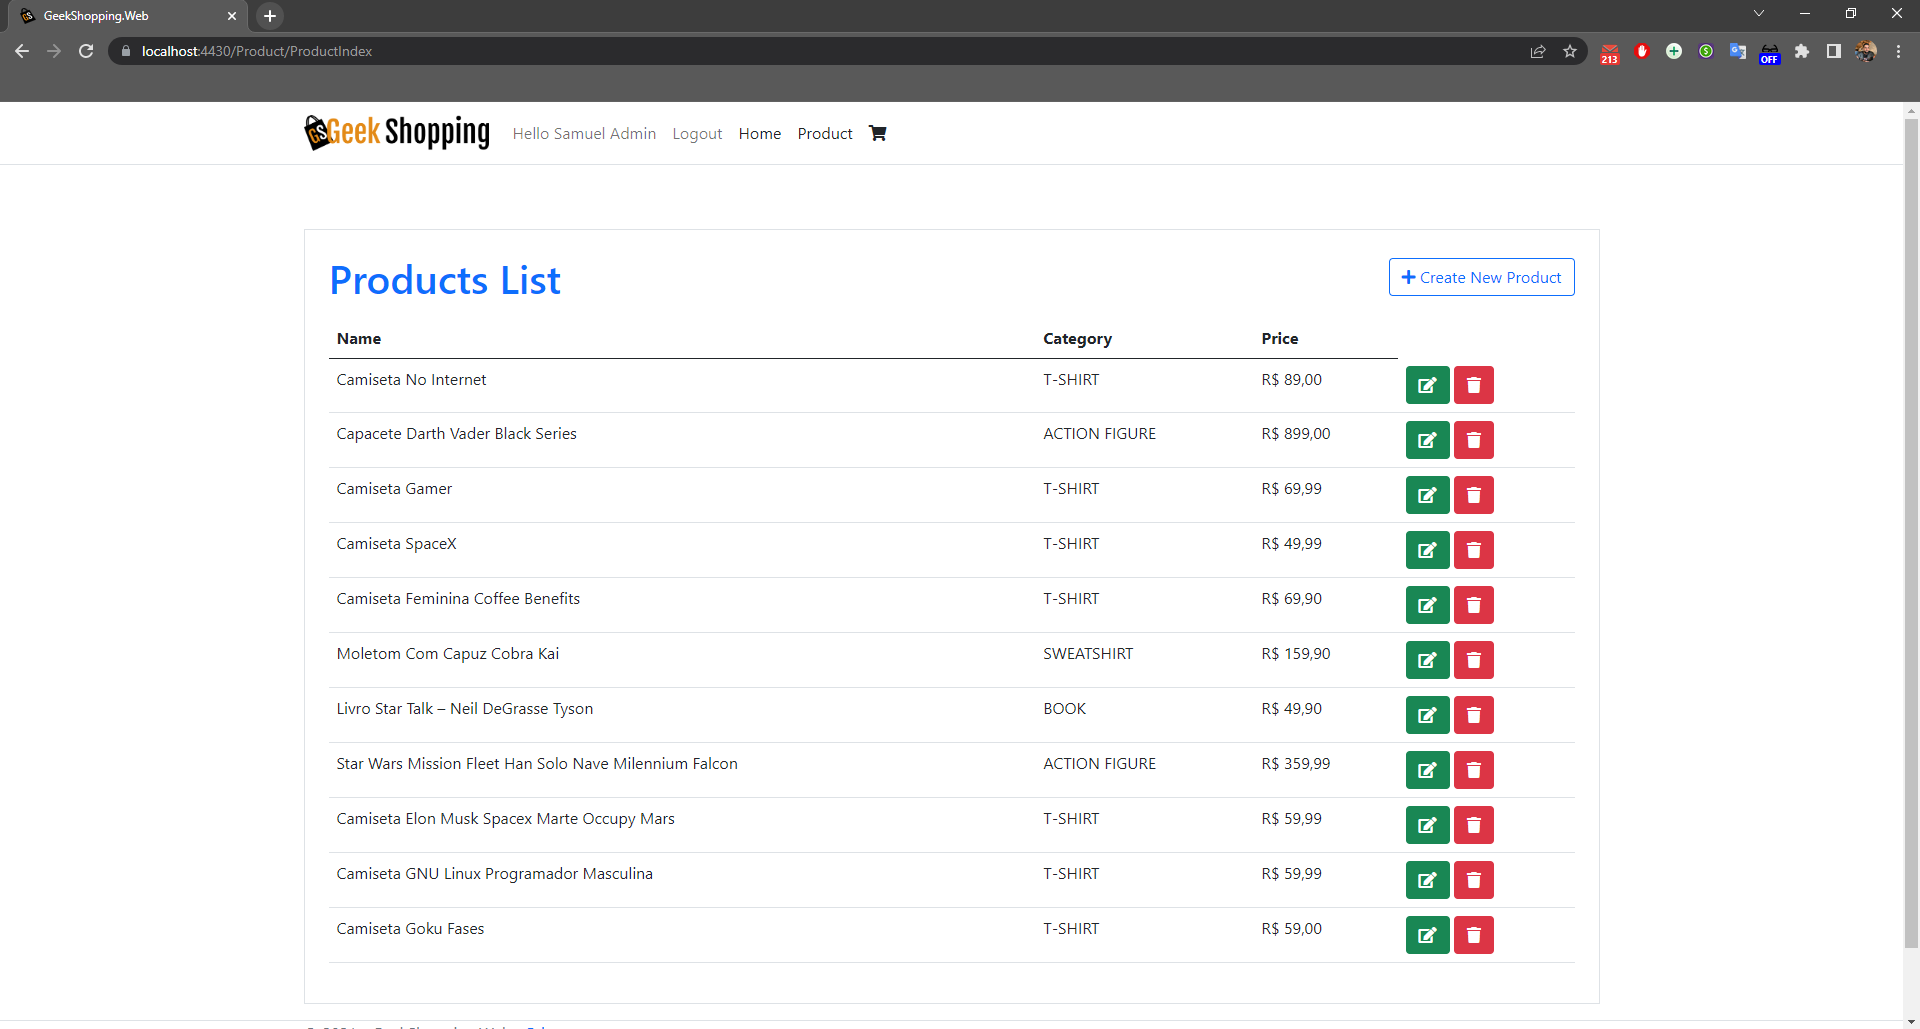 GeekShopping.Web
localhost:4430/Product/ProductIndex
213
OFF
GS Geek Shopping Hello Samuel Admin Logout Home Product
Products List
Create New Product
Name Category Price
Camiseta No Internet T-SHIRT R$ 89,00
Capacete Darth Vader Black Series ACTION FIGURE R$ 899,00
Camiseta Gamer T-SHIRT R$ 69,99
Camiseta SpaceX T-SHIRT R$ 49,99
Camiseta Feminina Coffee Benefits T-SHIRT R$ 69,90
Moletom Com Capuz Cobra Kai SWEATSHIRT R$ 159,90
Livro Star Talk – Neil DeGrasse Tyson BOOK R$ 49,90
Star Wars Mission Fleet Han Solo Nave Milennium Falcon ACTION FIGURE R$ 359,99
Camiseta Elon Musk Spacex Marte Occupy Mars T-SHIRT R$ 59,99
Camiseta GNU Linux Programador Masculina T-SHIRT R$ 59,99
Camiseta Goku Fases T-SHIRT R$ 59,00